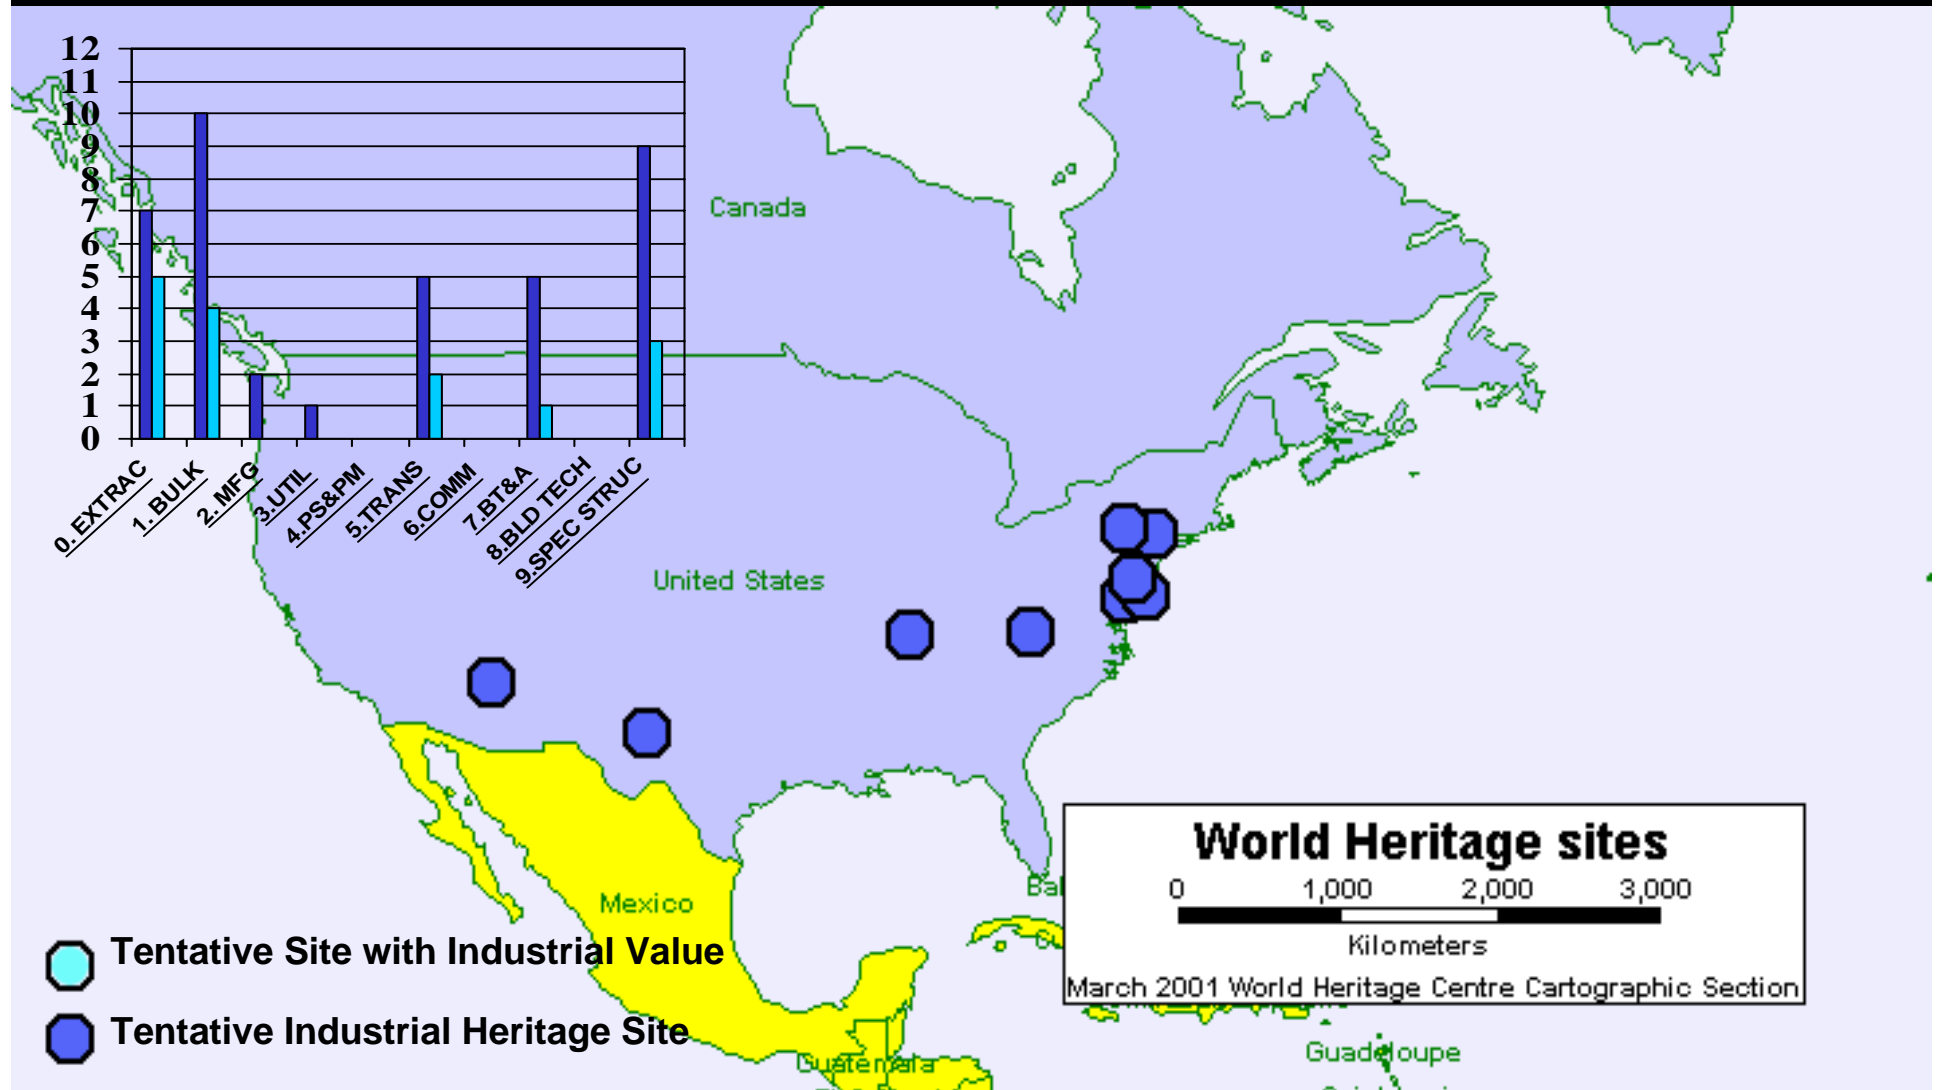 12
11
10
9
8
7
6
5
4
3
2
1
0
0. EXTRAC
1. BULK
2. MFG
3.UTIL
4.PS&PM
5.TRANS
6.COMM
7.BT&A
8.BLD TECH
9.SPEC STRUC
Canada
United States
Mexico
Guatemala
Guadeloupe
World Heritage sites
0 1,000 2,000 3,000
Kilometers
March 2001 World Heritage Centre Cartographic Section
Tentative Site with Industrial Value
Tentative Industrial Heritage Site